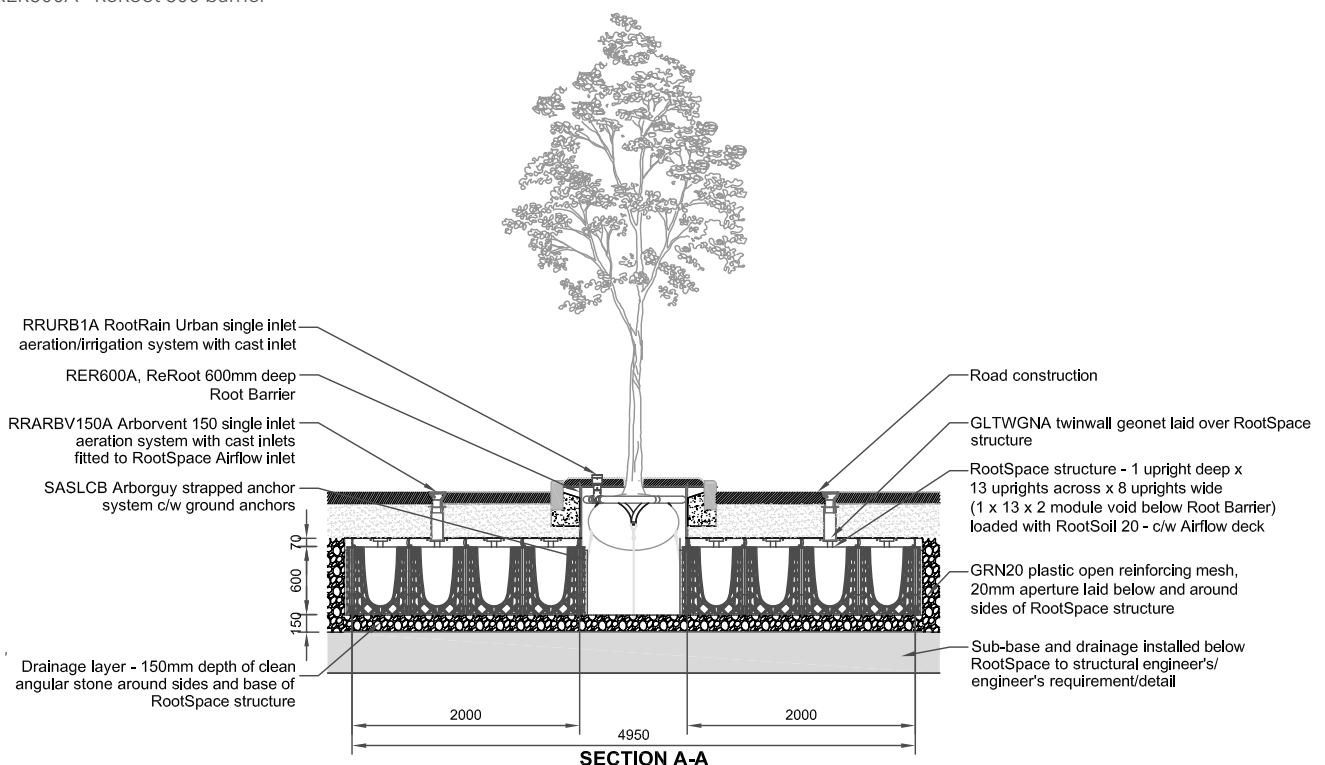 RRURB1A RootRain Urban single inlet
aeration/irrigation system with cast inlet
RER600A, ReRoot 600mm deep
Root Barrier
RRARBV150A Arborvent 150 single inlet
aeration system with cast inlets
fitted to RootSpace Airflow inlet
SASLCB Arborguy strapped anchor
system c/w ground anchors
70
600
150
Drainage layer - 150mm depth of clean
angular stone around sides and base of
RootSpace structure
Road construction
GLTWGNA twinwall geonet laid over RootSpace
structure
RootSpace structure - 1 upright deep x
13 uprights across x 8 uprights wide
(1 x 13 x 2 module void below Root Barrier)
loaded with RootSoil 20 - c/w Airflow deck
GRN20 plastic open reinforcing mesh,
20mm aperture laid below and around
sides of RootSpace structure
Sub-base and drainage installed below
RootSpace to structural engineer's/
engineer's requirement/detail
2000
2000
4950
SECTION A-A